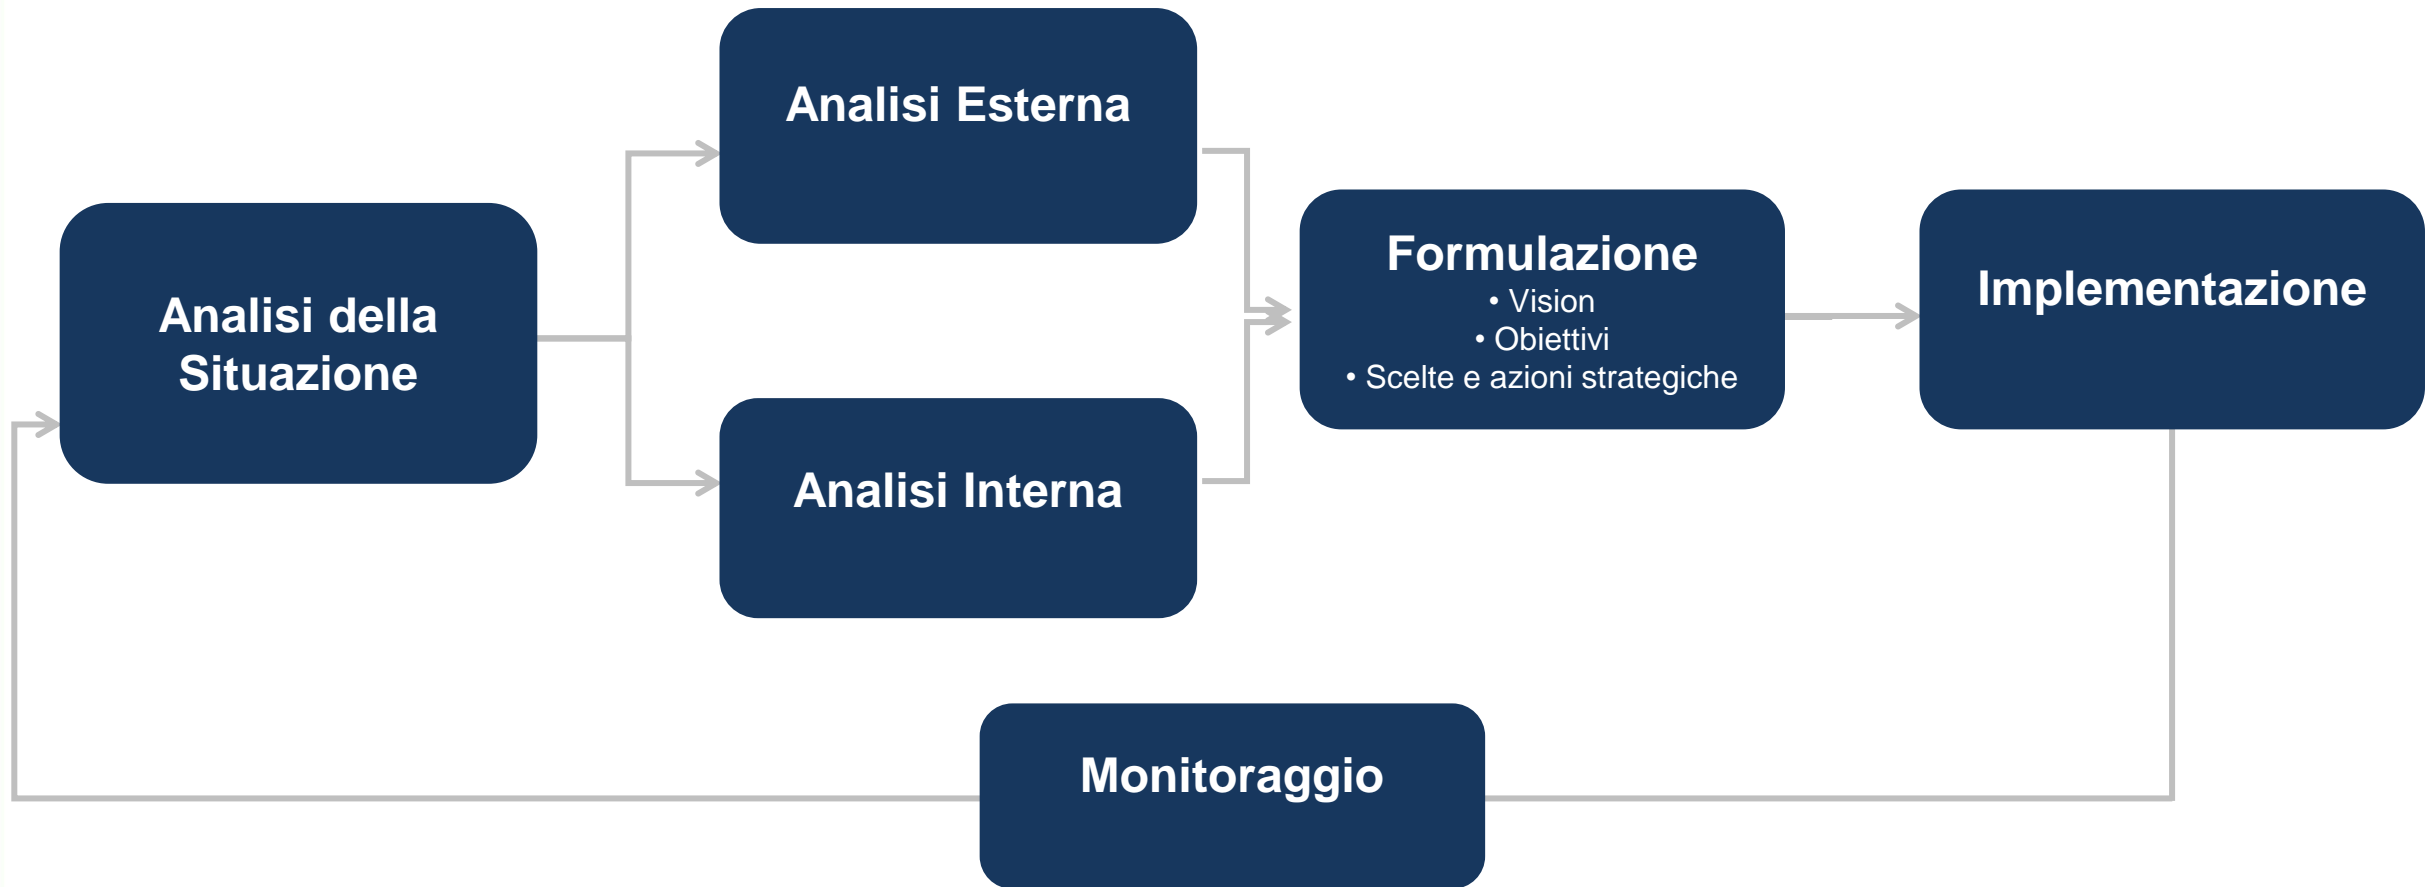 Analisi Esterna
Analisi della
Situazione
Analisi Interna
Formulazione
• Vision
• Obiettivi
• Scelte e azioni strategiche
Implementazione
Monitoraggio